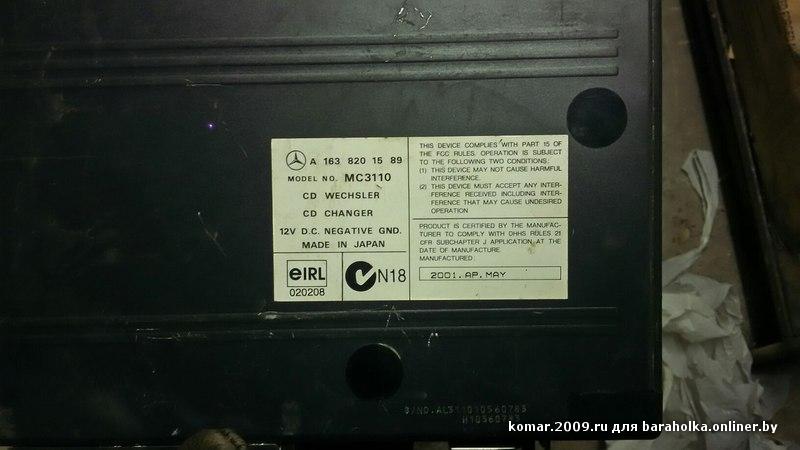 A 163 820 15 89
MODEL NO. MC3110
CD WECHSLER
CD CHANGER
12V D.C. NEGATIVE GND.
MADE IN JAPAN
eIRL
020208
N18
THIS DEVICE COMPLIES WITH PART 15
OF THE FCC RULES. OPERATION IS SUBJECT
TO THE FOLLOWING TWO CONDITIONS:
(1) THIS DEVICE MAY NOT CAUSE HARMFUL
INTERFERENCE.
(2) THIS DEVICE MUST ACCEPT ANY INTER-
FERENCE RECEIVED INCLUDING INTER-
FERENCE THAT MAY CAUSE UNDESIRED
OPERATION
PRODUCT IS CERTIFIED BY THE MANUFAC-
TURER TO COMPLY WITH DHHS RULES 21
CFR SUBCHAPTER J APPLICATION AT THE
DATE OF MANUFACTURE.
MANUFACTURED:
2001.AP.MAY
S/NO.AL311010560783
H10560783
komar.2009.ru для baraholka.onliner.by